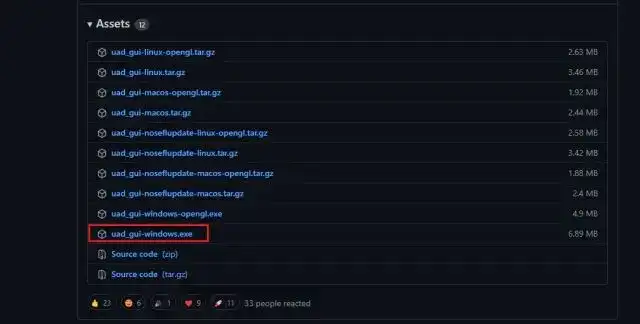 Assets 12
uad_gui-linux-opengl.tar.gz 2.63 MB
uad_gui-linux.tar.gz 3.46 MB
uad_gui-macos-opengl.tar.gz 1.92 MB
uad_gui-macos.tar.gz 2.44 MB
uad_gui-noseflupdate-linux-opengl.tar.gz 2.58 MB
uad_gui-noseflupdate-linux.tar.gz 3.42 MB
uad_gui-noseflupdate-macos-opengl.tar.gz 1.88 MB
uad_gui-noseflupdate-macos.tar.gz 2.4 MB
uad_gui-windows-opengl.exe 4.9 MB
uad_gui-windows.exe 6.89 MB
Source code (zip)
Source code (tar.gz)
👍 23 😍 6 🎉 1 ❤️ 9 🚀 11 33 people reacted